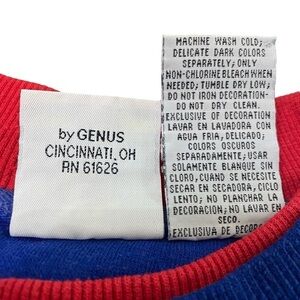 by GENUS
CINCINNATI, OH
RN 61626
MACHINE WASH COLD;
DELICATE DARK COLORS
SEPARATELY; ONLY
NON-CHLORINE BLEACH WHEN
NEEDED; TUMBLE DRY LOW;
DO NOT IRON DECORATION-
DO NOT DRY CLEAN.
EXCLUSIVE OF DECORATION
LAVAR EN LAVADORA CON
AGUA FRIA, DELICADO;
COLORS OSCUROS
SEPARADAMENTE, USAR
SOLAMENTE BLANQUE SIN
CLORO, CUANDO SE NECESITE
SECAR EN SECADORA, CICLO
LENTO; NO PLANCHAR LA
DECORACION; NO LAVAR EN
SECO.
EXCLUSIVA DE DECOR